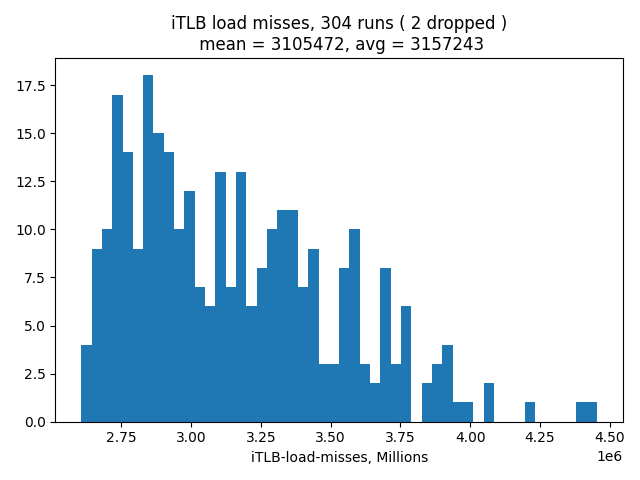 iTLB load misses, 304 runs ( 2 dropped )
mean = 3105472, avg = 3157243
17.5
15.0
12.5
10.0
7.5
5.0
2.5
0.0
2.75 3.00 3.25 3.50 3.75 4.00 4.25 4.50
1e6
iTLB-load-misses, Millions